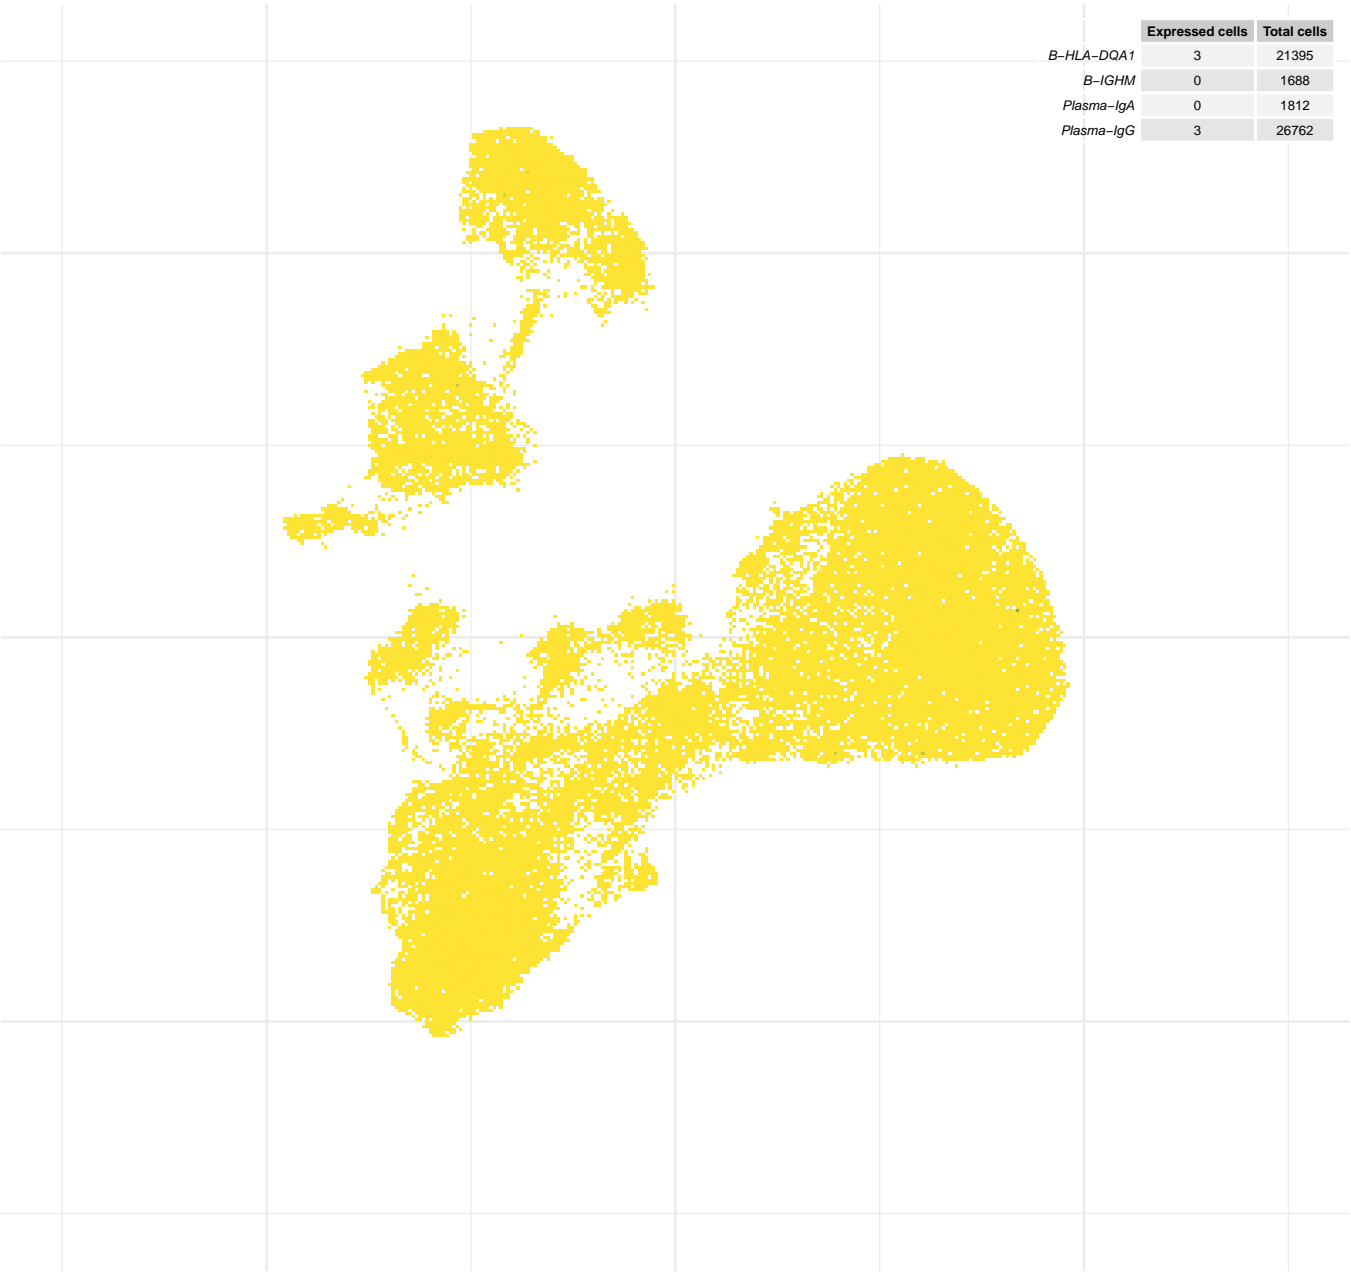 Expressed cells Total cells
B−HLA−DQA1 3 21395
B−IGHM 0 1688
Plasma−IgA 0 1812
Plasma−IgG 3 26762